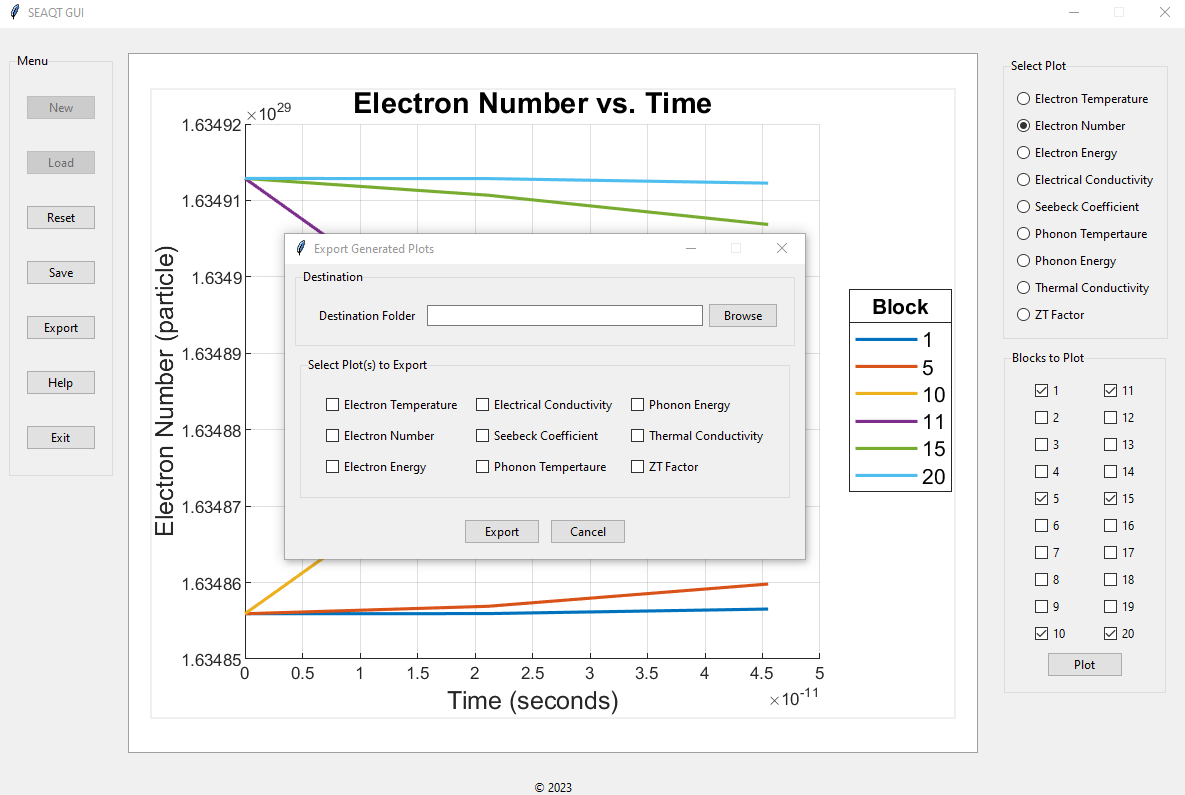 SEAQT GUI
Menu
New
Load
Reset
Save
Export
Help
Exit
Electron Number vs. Time
×10^29
1.63492
1.63491
1.6349
1.63489
1.63488
1.63487
1.63486
1.63485
Electron Number (particle)
0 0.5 1 1.5 2 2.5 3 3.5 4 4.5 5
×10^-11
Time (seconds)
Block
1
5
10
11
15
20
Export Generated Plots
Destination
Destination Folder Browse
Select Plot(s) to Export
Electron Temperature Electrical Conductivity Phonon Energy
Electron Number Seebeck Coefficient Thermal Conductivity
Electron Energy Phonon Tempertaure ZT Factor
Export Cancel
Select Plot
Electron Temperature
Electron Number
Electron Energy
Electrical Conductivity
Seebeck Coefficient
Phonon Tempertaure
Phonon Energy
Thermal Conductivity
ZT Factor
Blocks to Plot
1 11
2 12
3 13
4 14
5 15
6 16
7 17
8 18
9 19
10 20
Plot
© 2023